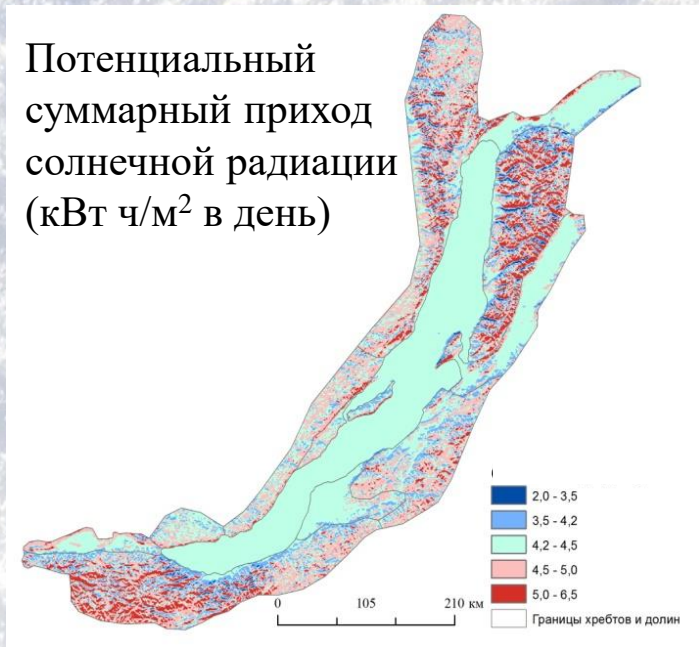 Потенциальный
суммарный приход
солнечной радиации
(кВт ч/м² в день)
2,0 - 3,5
3,5 - 4,2
4,2 - 4,5
4,5 - 5,0
5,0 - 6,5
0 105 210 км
Границы хребтов и долин